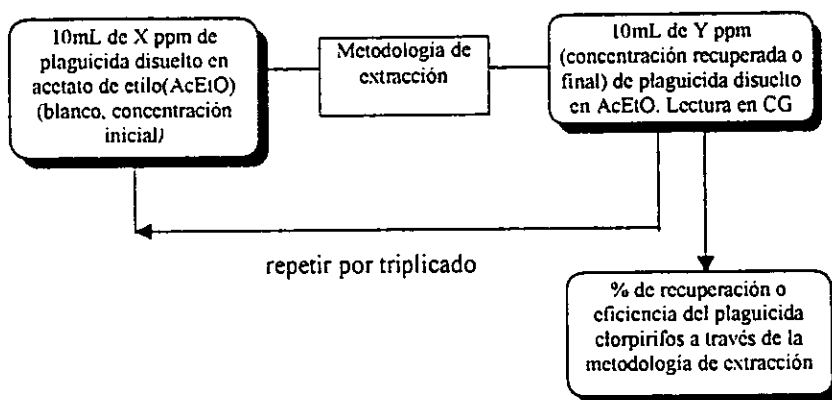 10mL de X ppm de
plaguicida disuelto en
acetato de etilo(AcEtO)
(blanco, concentración
inicial)
Metodología de
extracción
10mL de Y ppm
(concentración recuperada o
final) de plaguicida disuelto
en AcEtO. Lectura en CG
repetir por triplicado
% de recuperación o
eficiencia del plaguicida
clorpirifos a través de la
metodología de extracción